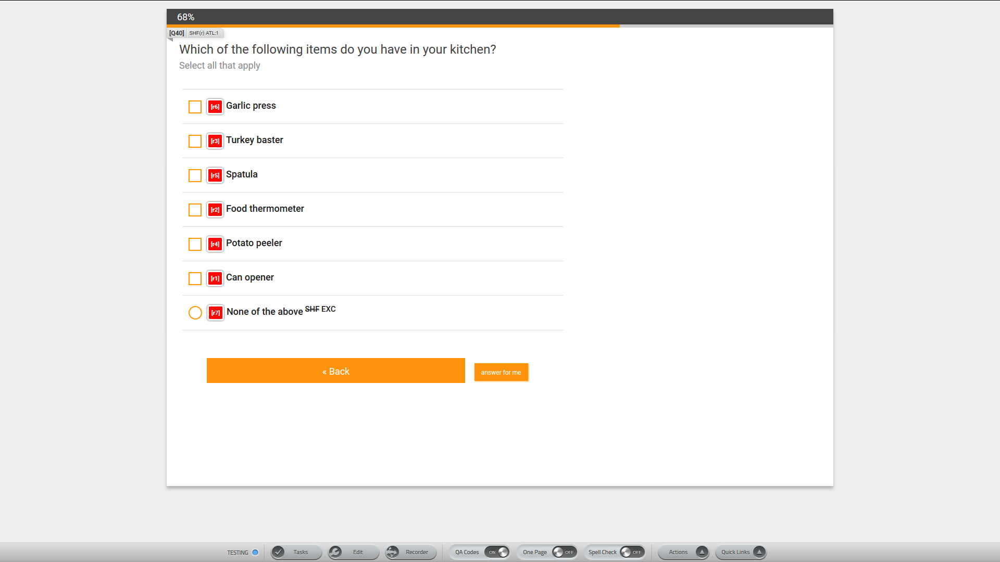 68%
[Q40] SHF(r) ATL:1
Which of the following items do you have in your kitchen?
Select all that apply
[r6] Garlic press
[r3] Turkey baster
[r5] Spatula
[r2] Food thermometer
[r4] Potato peeler
[r1] Can opener
[r7] None of the above SHF EXC
« Back answer for me
TESTING Tasks Edit Recorder QA Codes ON One Page OFF Spell Check OFF Actions Quick Links